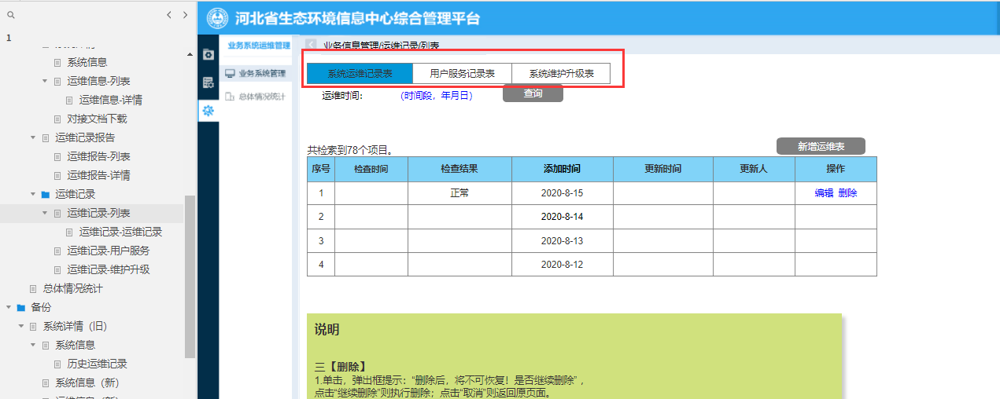 1
系统信息
运维信息-列表
运维信息-详情
对接文档下载
运维记录报告
运维报告-列表
运维报告-详情
运维记录
运维记录-列表
运维记录-运维记录
运维记录-用户服务
运维记录-维护升级
总体情况统计
备份
系统详情（旧）
系统信息
历史运维记录
系统信息（新）
河北省生态环境信息中心综合管理平台
业务系统运维管理
业务系统管理
总体情况统计
业务信息管理/运维记录/列表
系统运维记录表 用户服务记录表 系统维护升级表
运维时间： （时间段，年月日） 查询
共检索到78个项目。 新增运维表
序号 检查时间 检查结果 添加时间 更新时间 更新人 操作
1 正常 2020-8-15 编辑 删除
2 2020-8-14
3 2020-8-13
4 2020-8-12
说明
三【删除】
1.单击，弹出框提示：“删除后，将不可恢复！是否继续删除”，
点击“继续删除”则执行删除；点击“取消”则返回原页面。